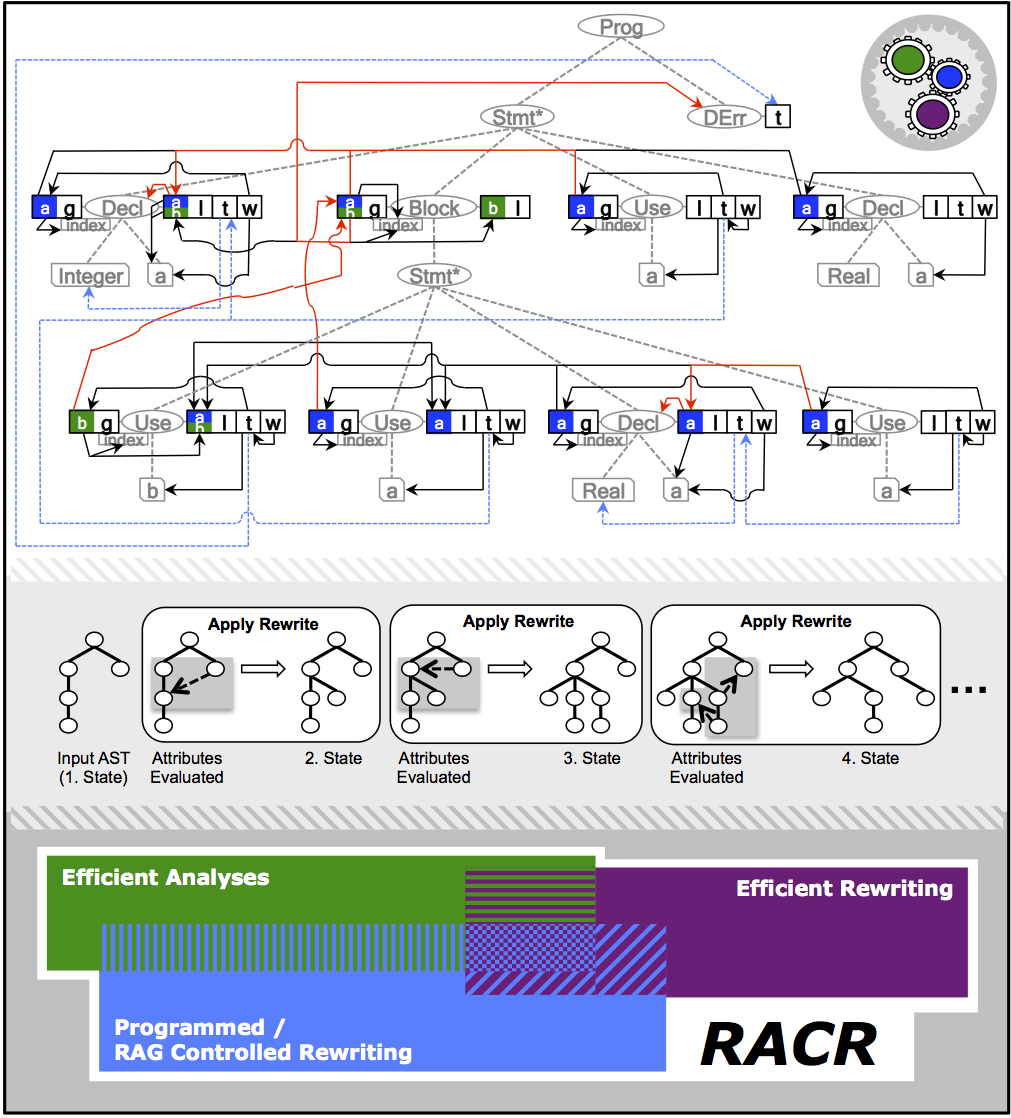 Prog
Stmt*
DErr t
a g Decl a b l t w
index
a b g Block b l
index
a g Use l t w
index
a g Decl l t w
index
Integer a
Stmt*
a
Real a
b g Use a b l t w
index
a g Use a l t w
index
a g Decl a l t w
index
a g Use l t w
index
b
a
Real a
a
Apply Rewrite
Apply Rewrite
Apply Rewrite
...
Input AST
(1. State)
Attributes
Evaluated
2. State
Attributes
Evaluated
3. State
Attributes
Evaluated
4. State
Efficient Analyses
Efficient Rewriting
Programmed /
RAG Controlled Rewriting
RACR